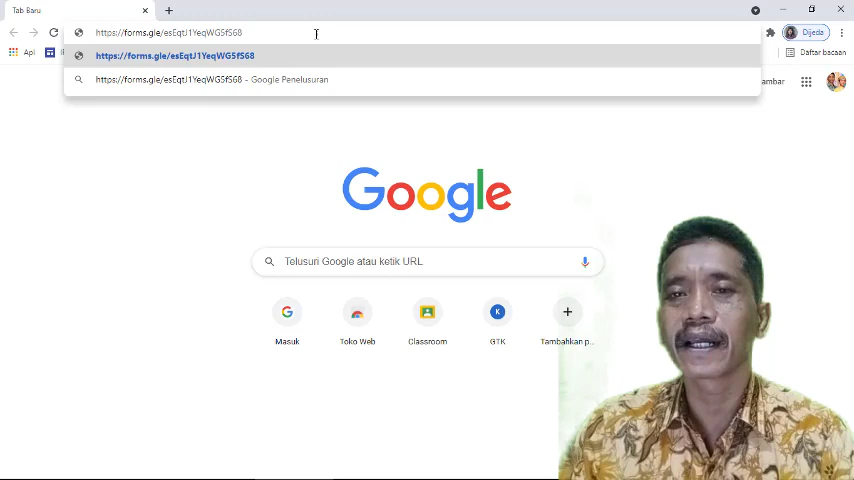 Tab Baru
https://forms.gle/esEqtJ1YeqWG5fS68
Dijeda
https://forms.gle/esEqtJ1YeqWG5fS68
Apl
Daftar bacaan
https://forms.gle/esEqtJ1YeqWG5fS68 - Google Penelusuran
ambar
Google
Telusuri Google atau ketik URL
K
Masuk
Toko Web
Classroom
GTK
Tambahkan p...